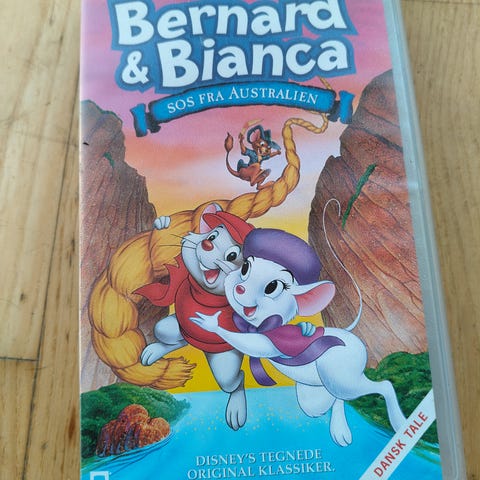 Bernard
& Bianca
SOS FRA AUSTRALIEN
DISNEY'S TEGNEDE
ORIGINAL KLASSIKER.
DANSK TALE